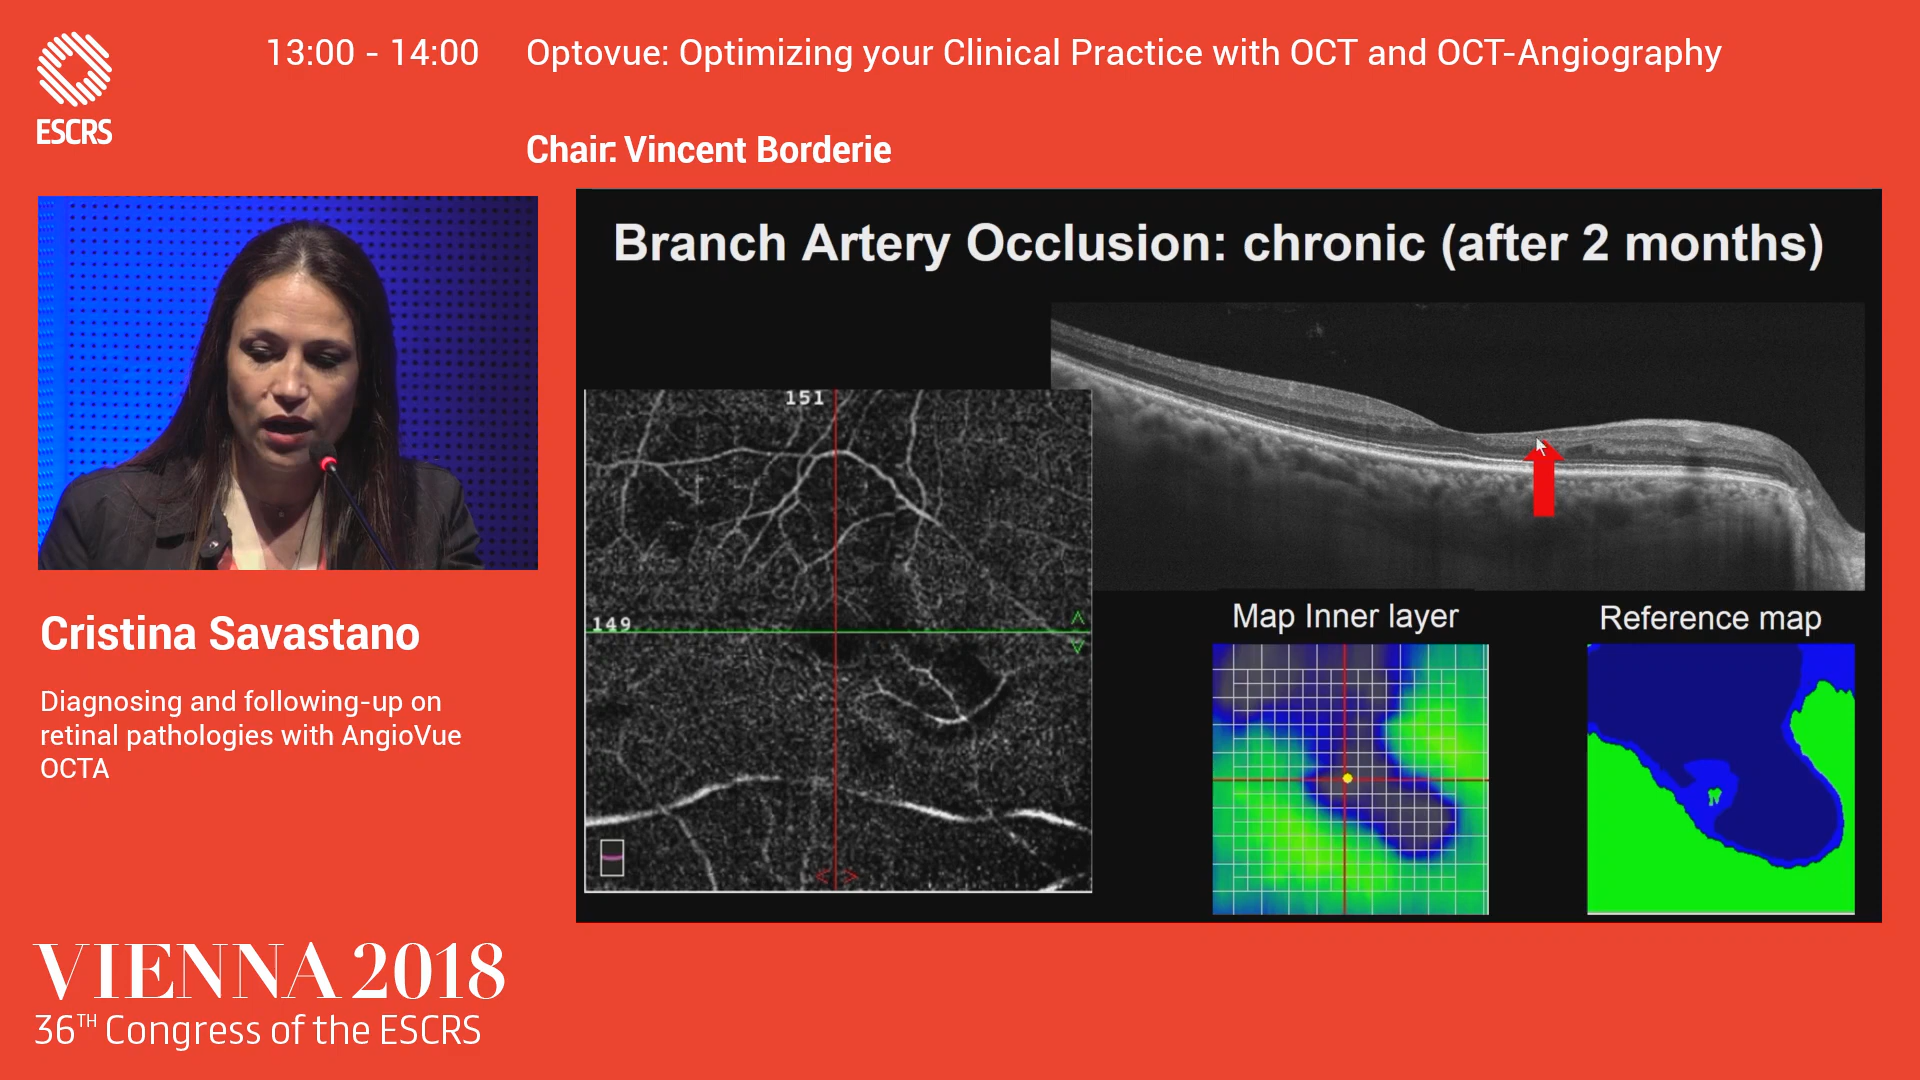 ESCRS
13:00 - 14:00
Optovue: Optimizing your Clinical Practice with OCT and OCT-Angiography
Chair: Vincent Borderie
Branch Artery Occlusion: chronic (after 2 months)
151
149
Map Inner layer
Reference map
Cristina Savastano
Diagnosing and following-up on
retinal pathologies with AngioVue
OCTA
VIENNA 2018
36TH Congress of the ESCRS